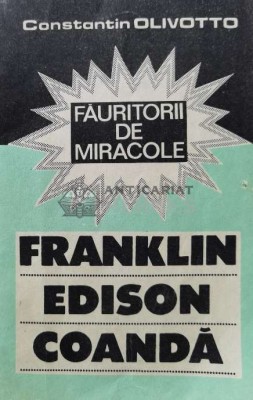 Constantin OLIVOTTO
FĂURITORII
DE
MIRACOLE
ANTICARIAT
FRANKLIN
EDISON
COANDĂ